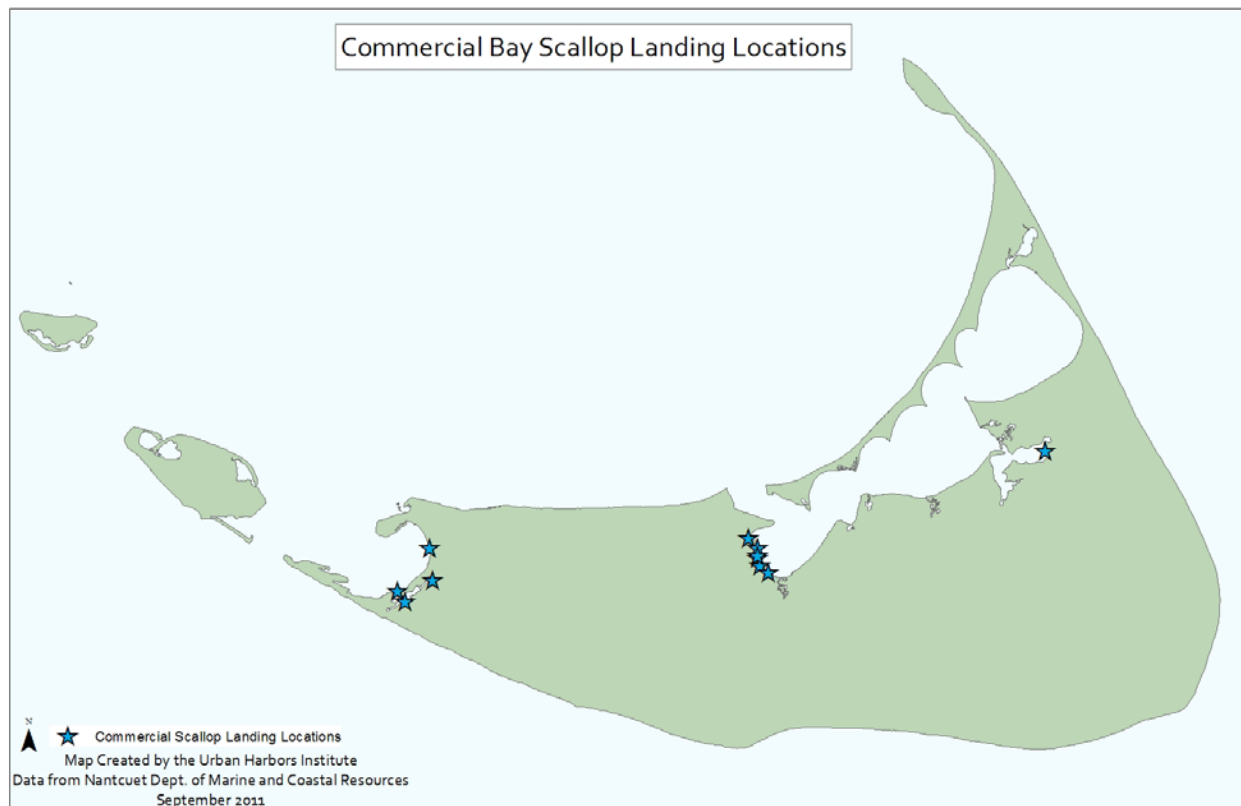 Commercial Bay Scallop Landing Locations
N
Commercial Scallop Landing Locations
Map Created by the Urban Harbors Institute
Data from Nantcuet Dept. of Marine and Coastal Resources
September 2011